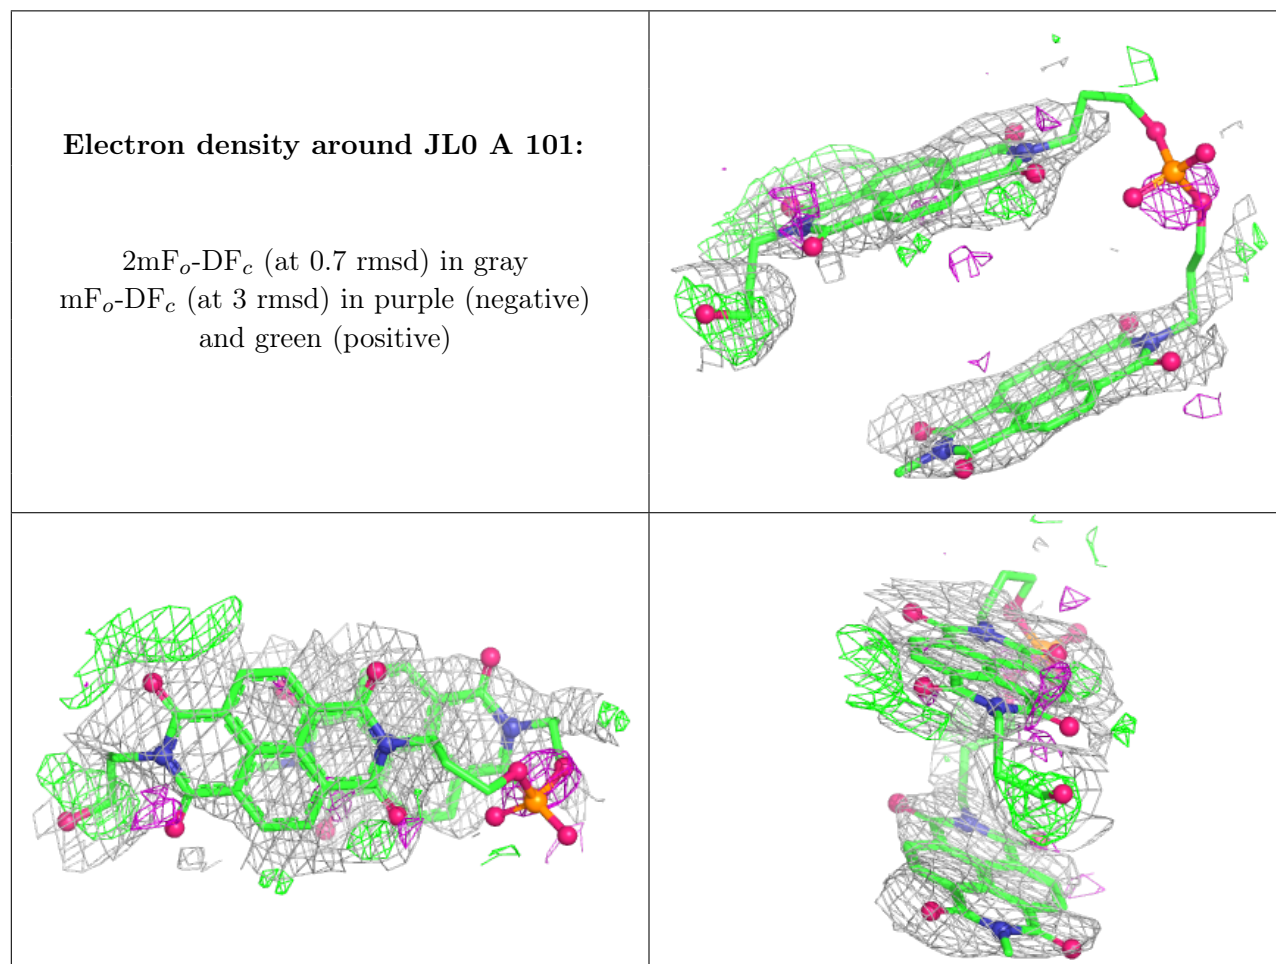 Electron density around JL0 A 101:
2mFo-DFc (at 0.7 rmsd) in gray
mFo-DFc (at 3 rmsd) in purple (negative)
and green (positive)